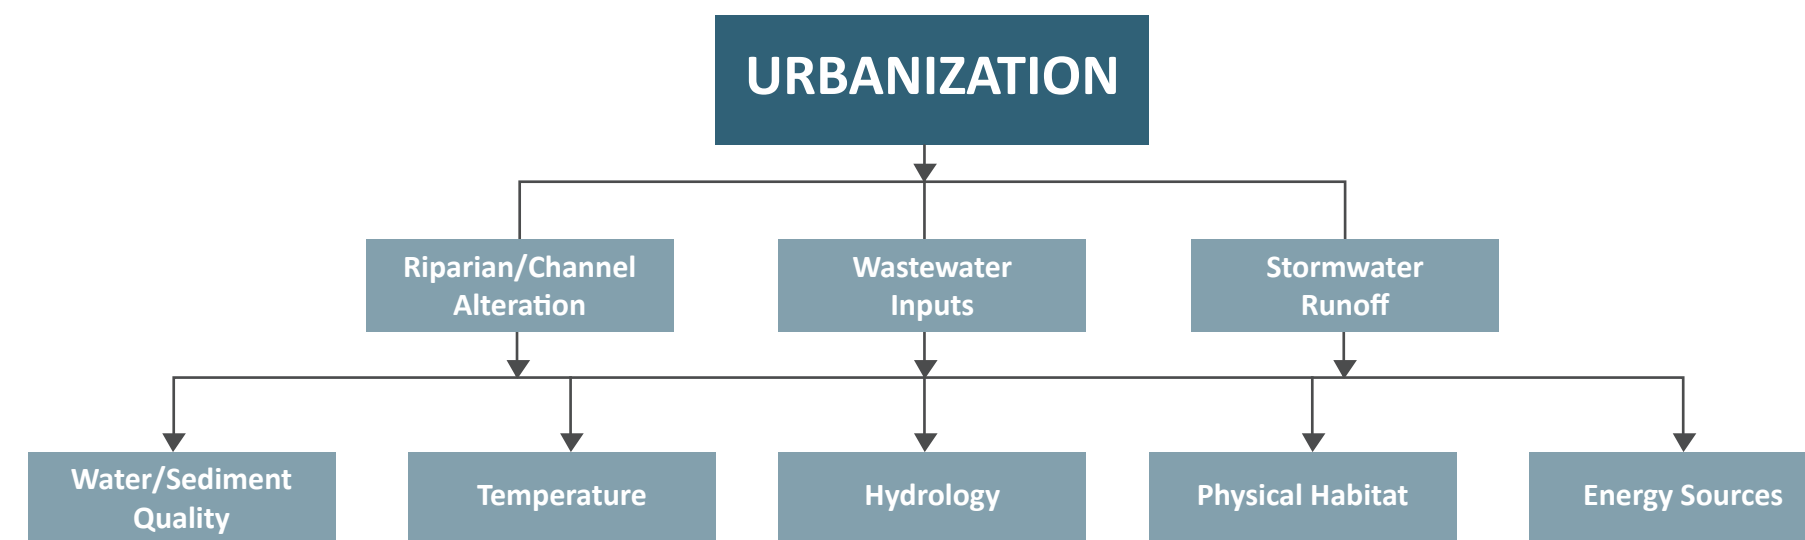 URBANIZATION
Riparian/Channel
Alteration
Wastewater
Inputs
Stormwater
Runoff
Water/Sediment
Quality
Temperature
Hydrology
Physical Habitat
Energy Sources